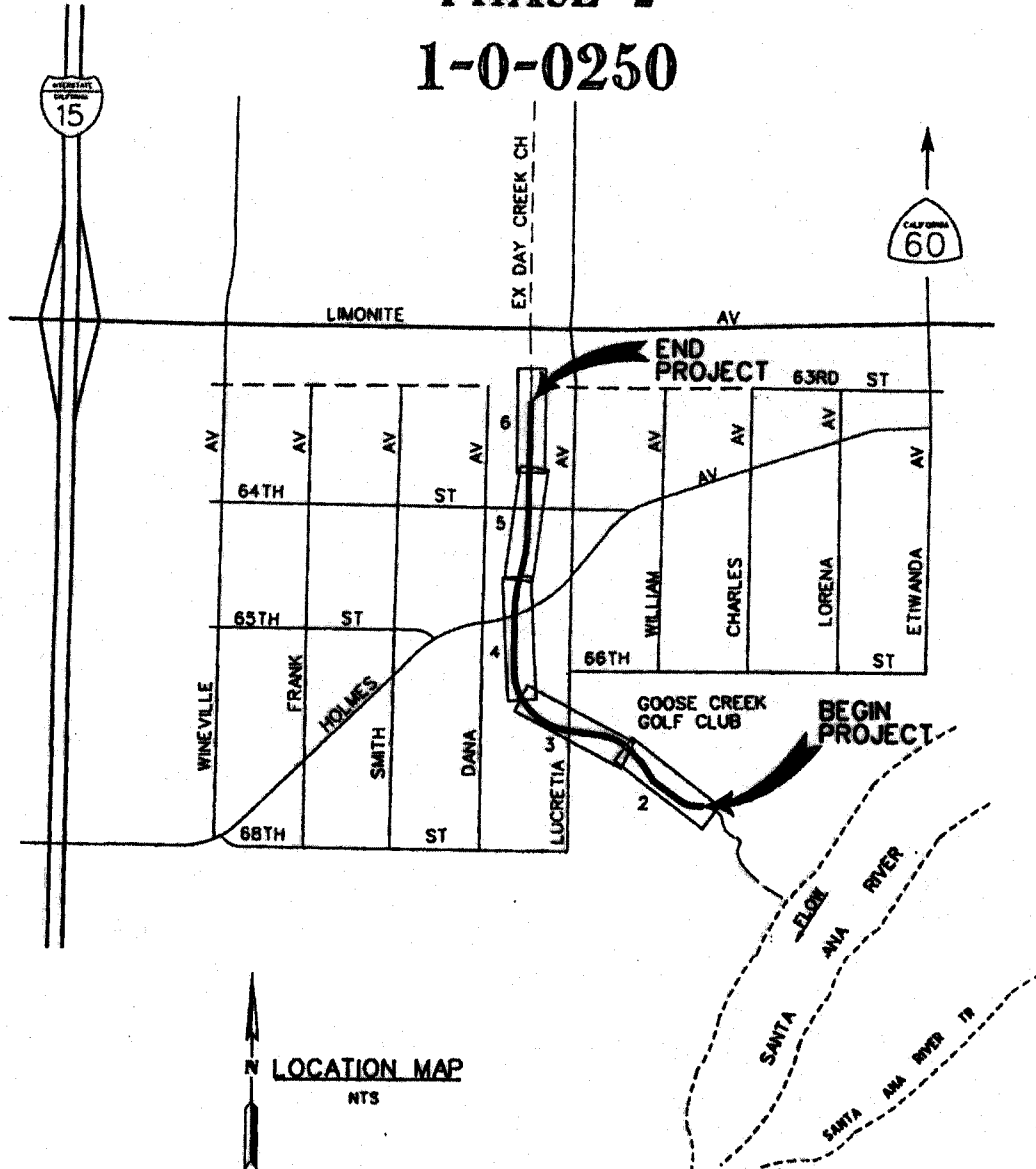 PHASE 2
1-0-0250
INTERSTATE
CALIFORNIA
15
EX DAY CREEK CH
CALIFORNIA
60
LIMONITE
AV
END
PROJECT
63RD ST
6
AV
AV
AV
AV
AV
AV
AV
AV
AV
AV
64TH ST
5
WILLIAM
CHARLES
LORENA
ETIWANDA
65TH ST
4
66TH ST
WINEVILLE
FRANK
HOLMES
SMITH
DANA
LUCRETIA
GOOSE CREEK
GOLF CLUB
BEGIN
PROJECT
3
2
68TH ST
FLOW
SANTA ANA RIVER
SANTA ANA RIVER TR
N
LOCATION MAP
NTS